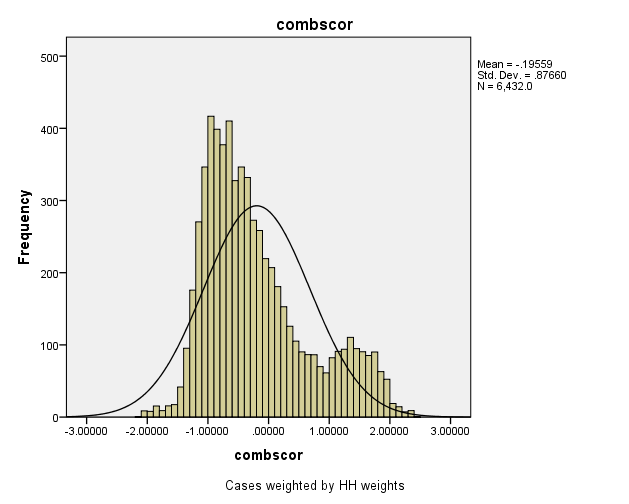 combscor
Mean = -.19559
Std. Dev. = .87660
N = 6,432.0
500
400
300
200
100
0
Frequency
-3.00000 -2.00000 -1.00000 .00000 1.00000 2.00000 3.00000
combscor
Cases weighted by HH weights